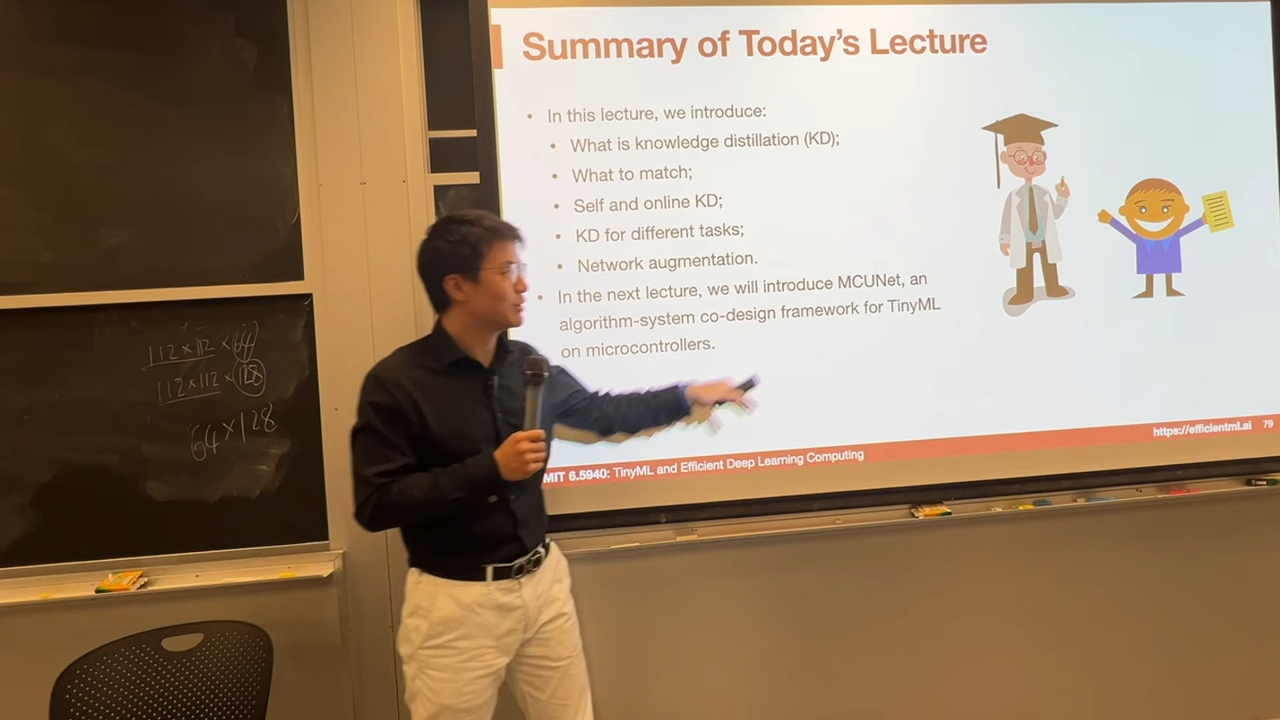 Summary of Today's Lecture
• In this lecture, we introduce:
• What is knowledge distillation (KD);
• What to match;
• Self and online KD;
• KD for different tasks;
• Network augmentation.
• In the next lecture, we will introduce MCUNet, an
algorithm-system co-design framework for TinyML
on microcontrollers.
MIT 6.5940: TinyML and Efficient Deep Learning Computing
https://efficientml.ai
79
112×112×64
112×112×128
64×128